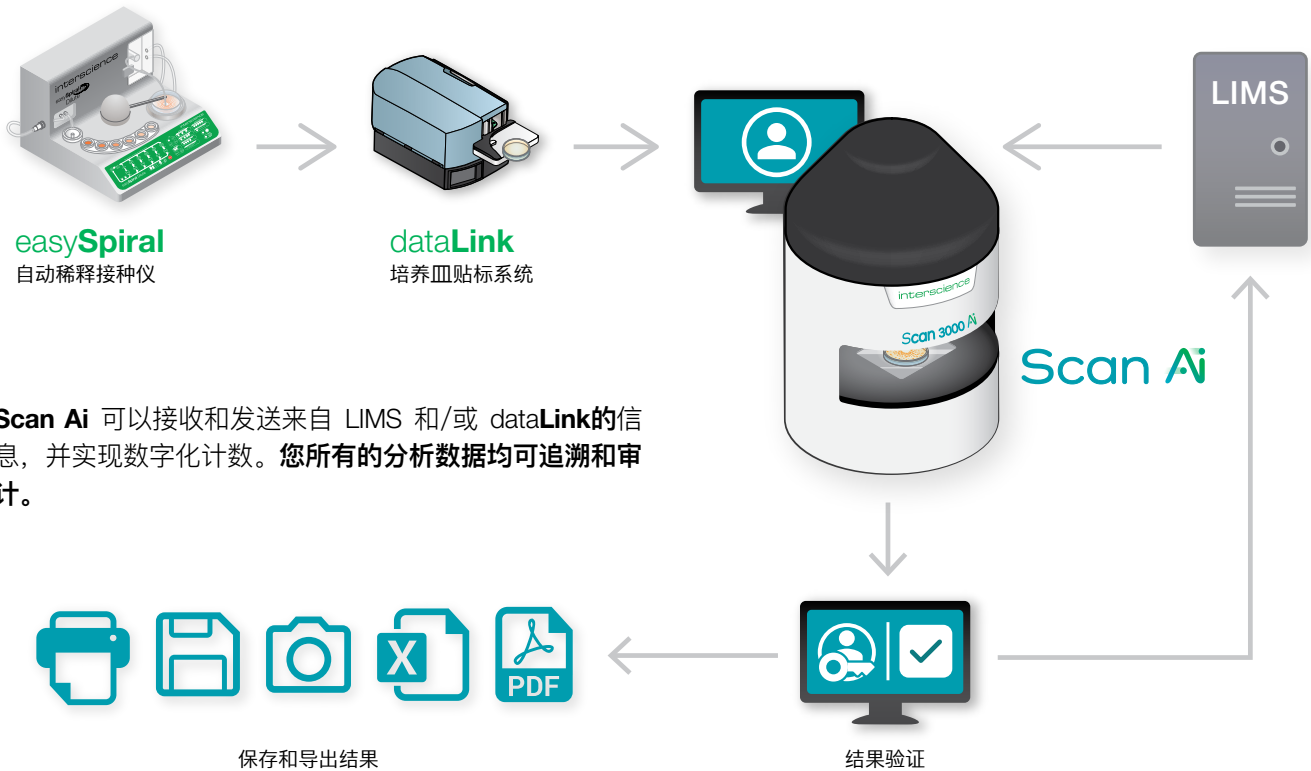 interscience
LIMS
easySpiral
自动稀释接种仪
dataLink
培养皿贴标系统
interscience
Scan 3000 Ai
Scan Ai
Scan Ai 可以接收和发送来自 LIMS 和/或 dataLink的信
息，并实现数字化计数。您所有的分析数据均可追溯和审
计。
X
PDF
保存和导出结果
结果验证